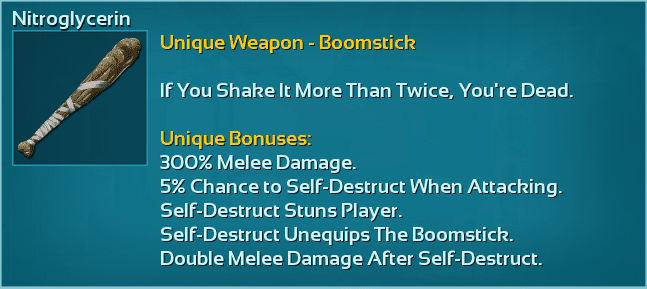 Nitroglycerin
Unique Weapon - Boomstick
If You Shake It More Than Twice, You're Dead.
Unique Bonuses:
300% Melee Damage.
5% Chance to Self-Destruct When Attacking.
Self-Destruct Stuns Player.
Self-Destruct Unequips The Boomstick.
Double Melee Damage After Self-Destruct.